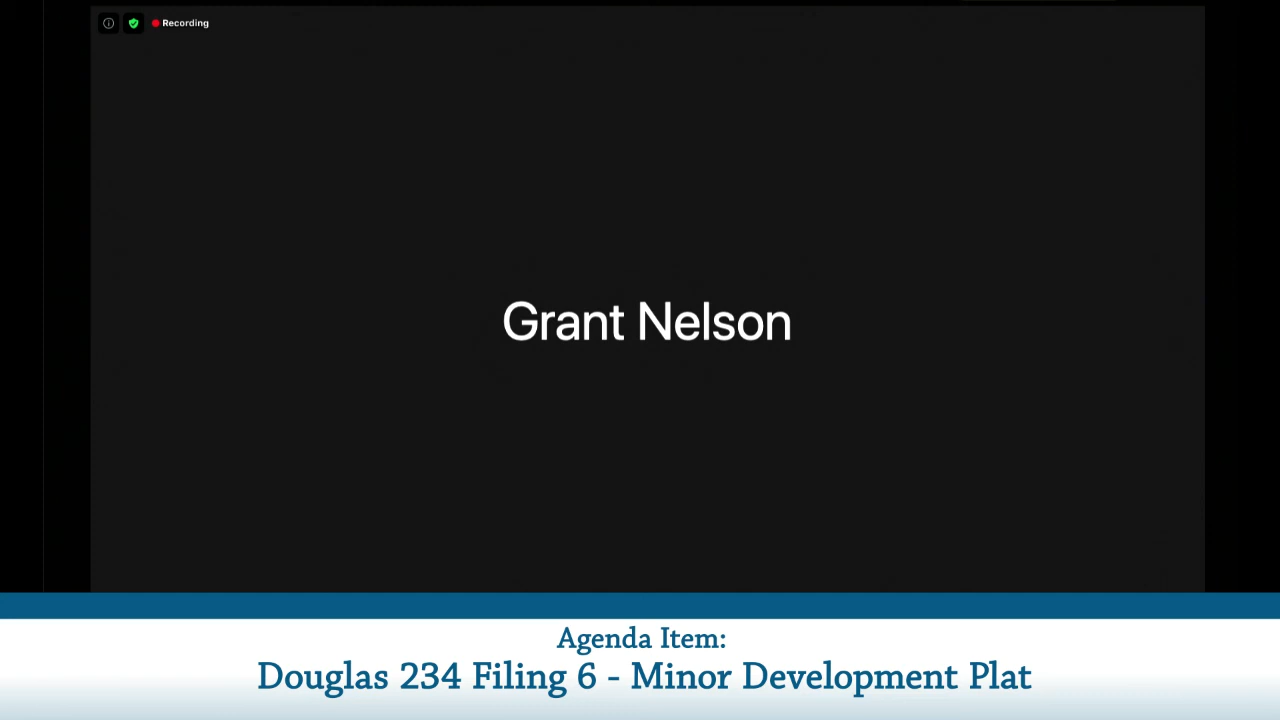 Recording
Grant Nelson
Agenda Item:
Douglas 234 Filing 6 - Minor Development Plat